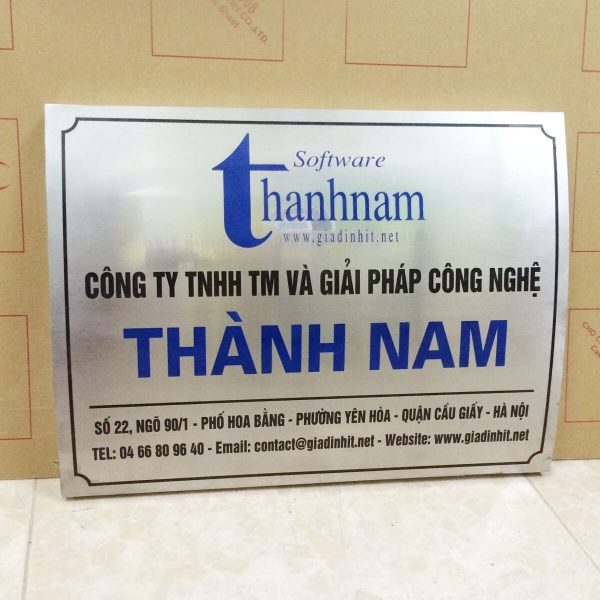 Software
thanhnam
www.giadinhit.net
CÔNG TY TNHH TM VÀ GIẢI PHÁP CÔNG NGHỆ
THÀNH NAM
SỐ 22, NGÕ 90/1 - PHỐ HOA BẰNG - PHƯỜNG YÊN HÒA - QUẬN CẦU GIẤY - HÀ NỘI
TEL: 04 66 80 96 40 - Email: contact@giadinhit.net - Website: www.giadinhit.net